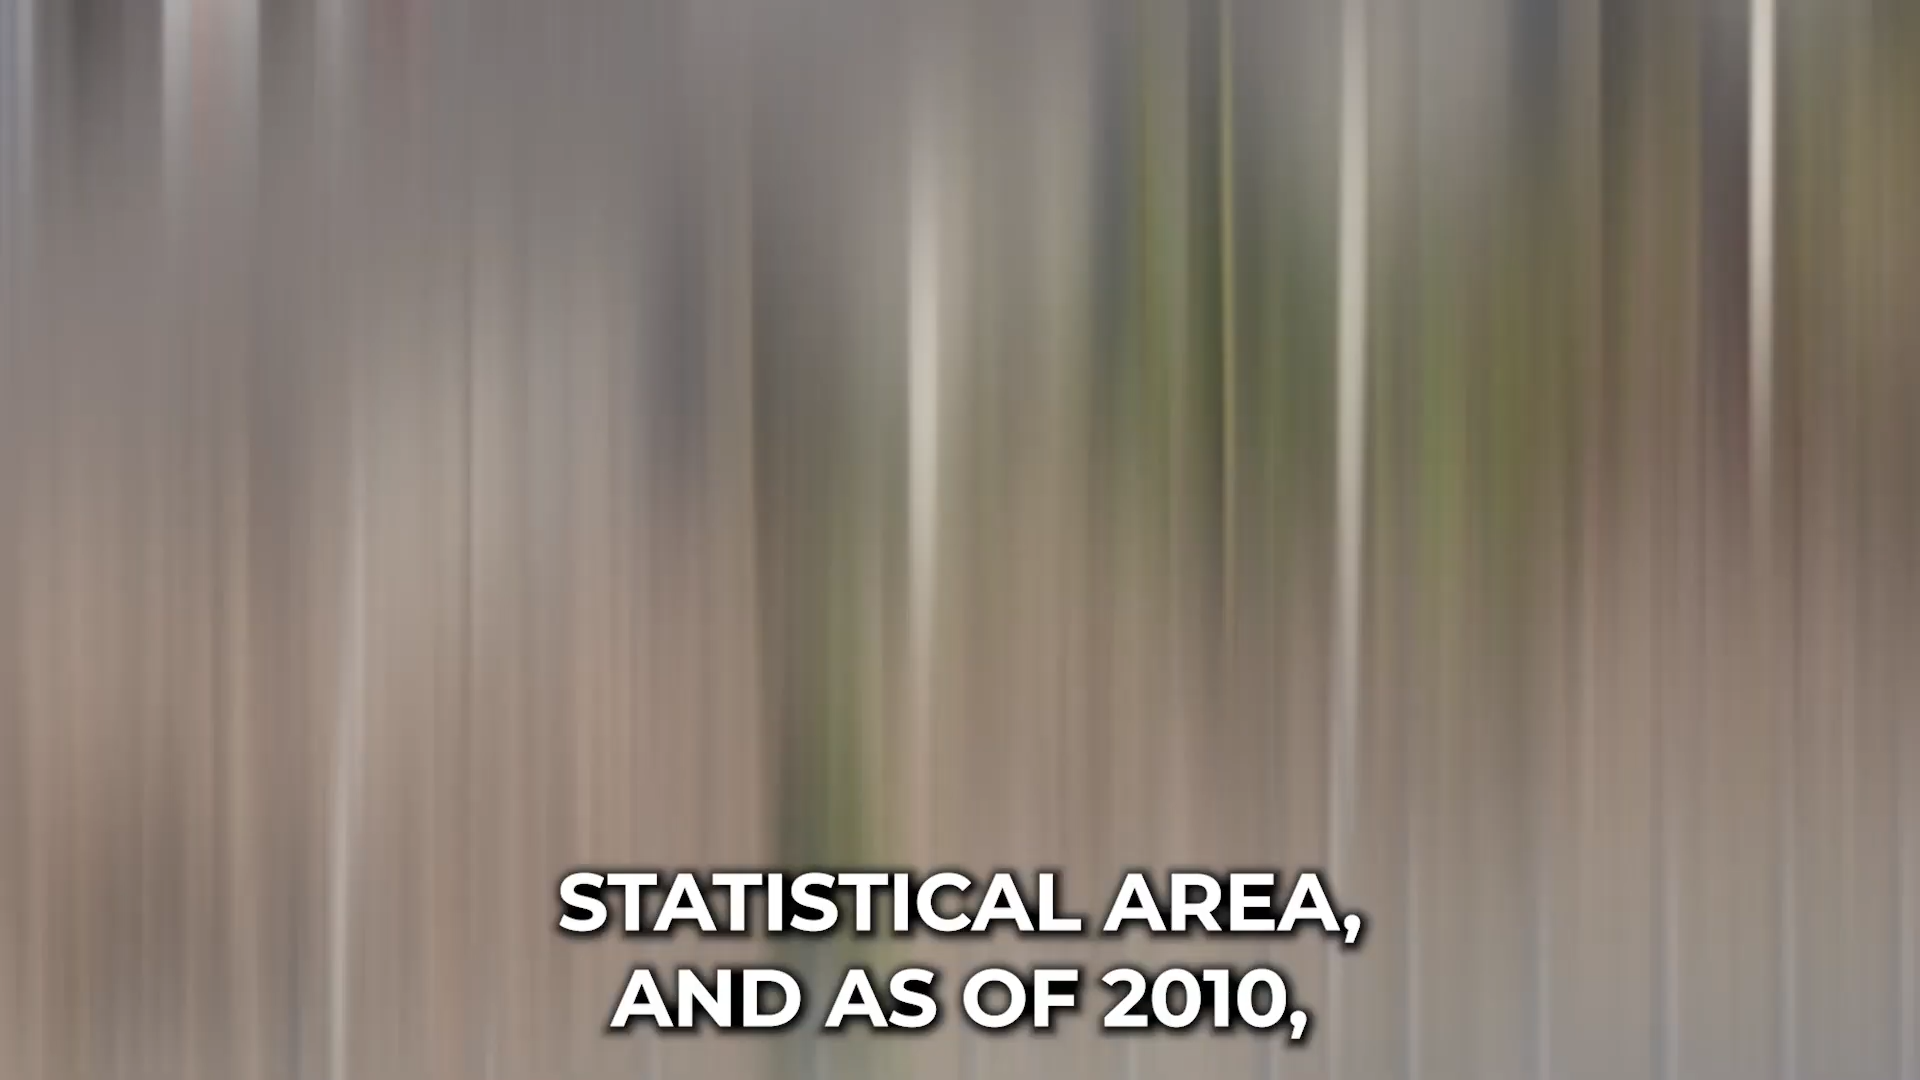 STATISTICAL AREA,
AND AS OF 2010,